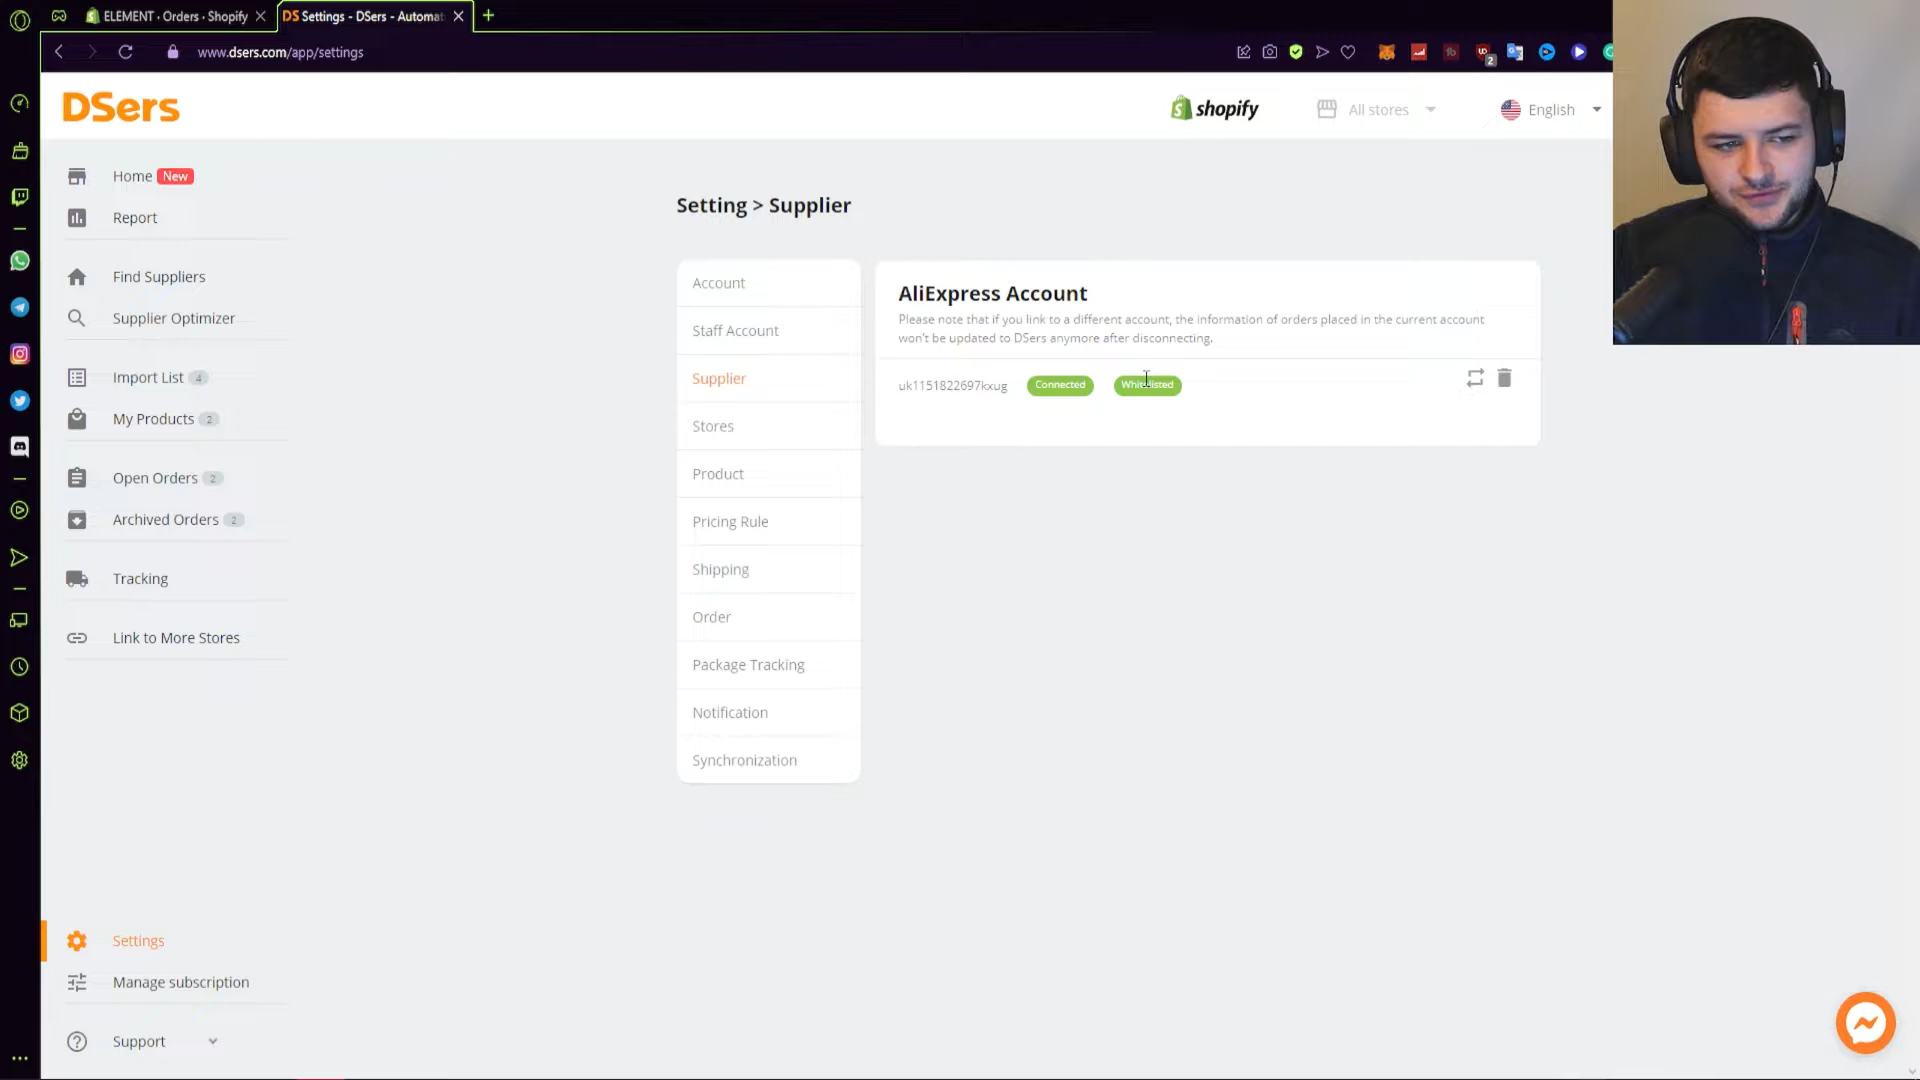 ELEMENT · Orders · Shopify
DS Settings - DSers - Automat
www.dsers.com/app/settings
2
DSers
shopify
All stores
English
Home New
Report
Find Suppliers
Supplier Optimizer
Import List 4
My Products 2
Open Orders 2
Archived Orders 2
Tracking
Link to More Stores
Settings
Manage subscription
Support
Setting > Supplier
Account
Staff Account
Supplier
Stores
Product
Pricing Rule
Shipping
Order
Package Tracking
Notification
Synchronization
AliExpress Account
Please note that if you link to a different account, the information of orders placed in the current account
won't be updated to DSers anymore after disconnecting.
uk1151822697kxug Connected Whitelisted